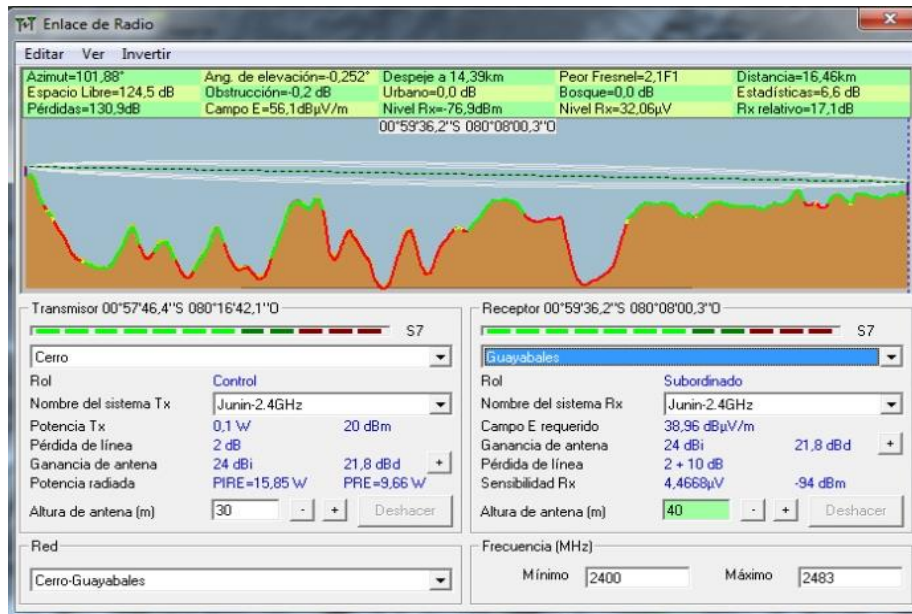 Enlace de Radio
Editar Ver Invertir
Azimut=101,88° Ang. de elevación=-0,252° Despeje a 14,39km Peor Fresnel=2,1F1 Distancia=16,46km
Espacio Libre=124,5 dB Obstrucción=-0,2 dB Urbano=0,0 dB Bosque=0,0 dB Estadísticas=6,6 dB
Pérdidas=130,9dB Campo E=56,1dBµV/m Nivel Rx=-76,9dBm Nivel Rx=32,06µV Rx relativo=17,1dB
00°59'36,2"S 080°08'00,3"O
Transmisor 00°57'46,4"S 080°16'42,1"O
S7
Cerro
Rol Control
Nombre del sistema Tx Junin-2.4GHz
Potencia Tx 0,1 W 20 dBm
Pérdida de línea 2 dB
Ganancia de antena 24 dBi 21,8 dBd +
Potencia radiada PIRE=15,85 W PRE=9,66 W
Altura de antena (m) 30 - + Deshacer
Red
Cerro-Guayabales
Receptor 00°59'36,2"S 080°08'00,3"O
S7
Guayabales
Rol Subordinado
Nombre del sistema Rx Junin-2.4GHz
Campo E requerido 38,96 dBµV/m
Ganancia de antena 24 dBi 21,8 dBd +
Pérdida de línea 2 + 10 dB
Sensibilidad Rx 4,4668µV -94 dBm
Altura de antena (m) 40 - + Deshacer
Frecuencia (MHz)
Mínimo 2400 Máximo 2483